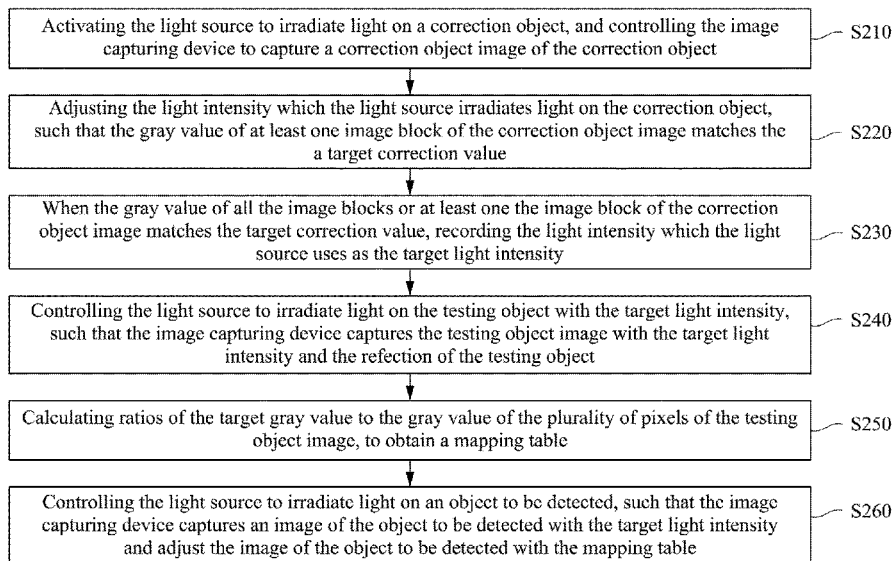 Activating the light source to irradiate light on a correction object, and controlling the image
capturing device to capture a correction object image of the correction object
S210
Adjusting the light intensity which the light source irradiates light on the correction object,
such that the gray value of at least one image block of the correction object image matches the
a target correction value
S220
When the gray value of all the image blocks or at least one the image block of the correction
object image matches the target correction value, recording the light intensity which the light
source uses as the target light intensity
S230
Controlling the light source to irradiate light on the testing object with the target light intensity,
such that the image capturing device captures the testing object image with the target light
intensity and the refection of the testing object
S240
Calculating ratios of the target gray value to the gray value of the plurality of pixels of the testing
object image, to obtain a mapping table
S250
Controlling the light source to irradiate light on an object to be detected, such that the image
capturing device captures an image of the object to be detected with the target light intensity
and adjust the image of the object to be detected with the mapping table
S260